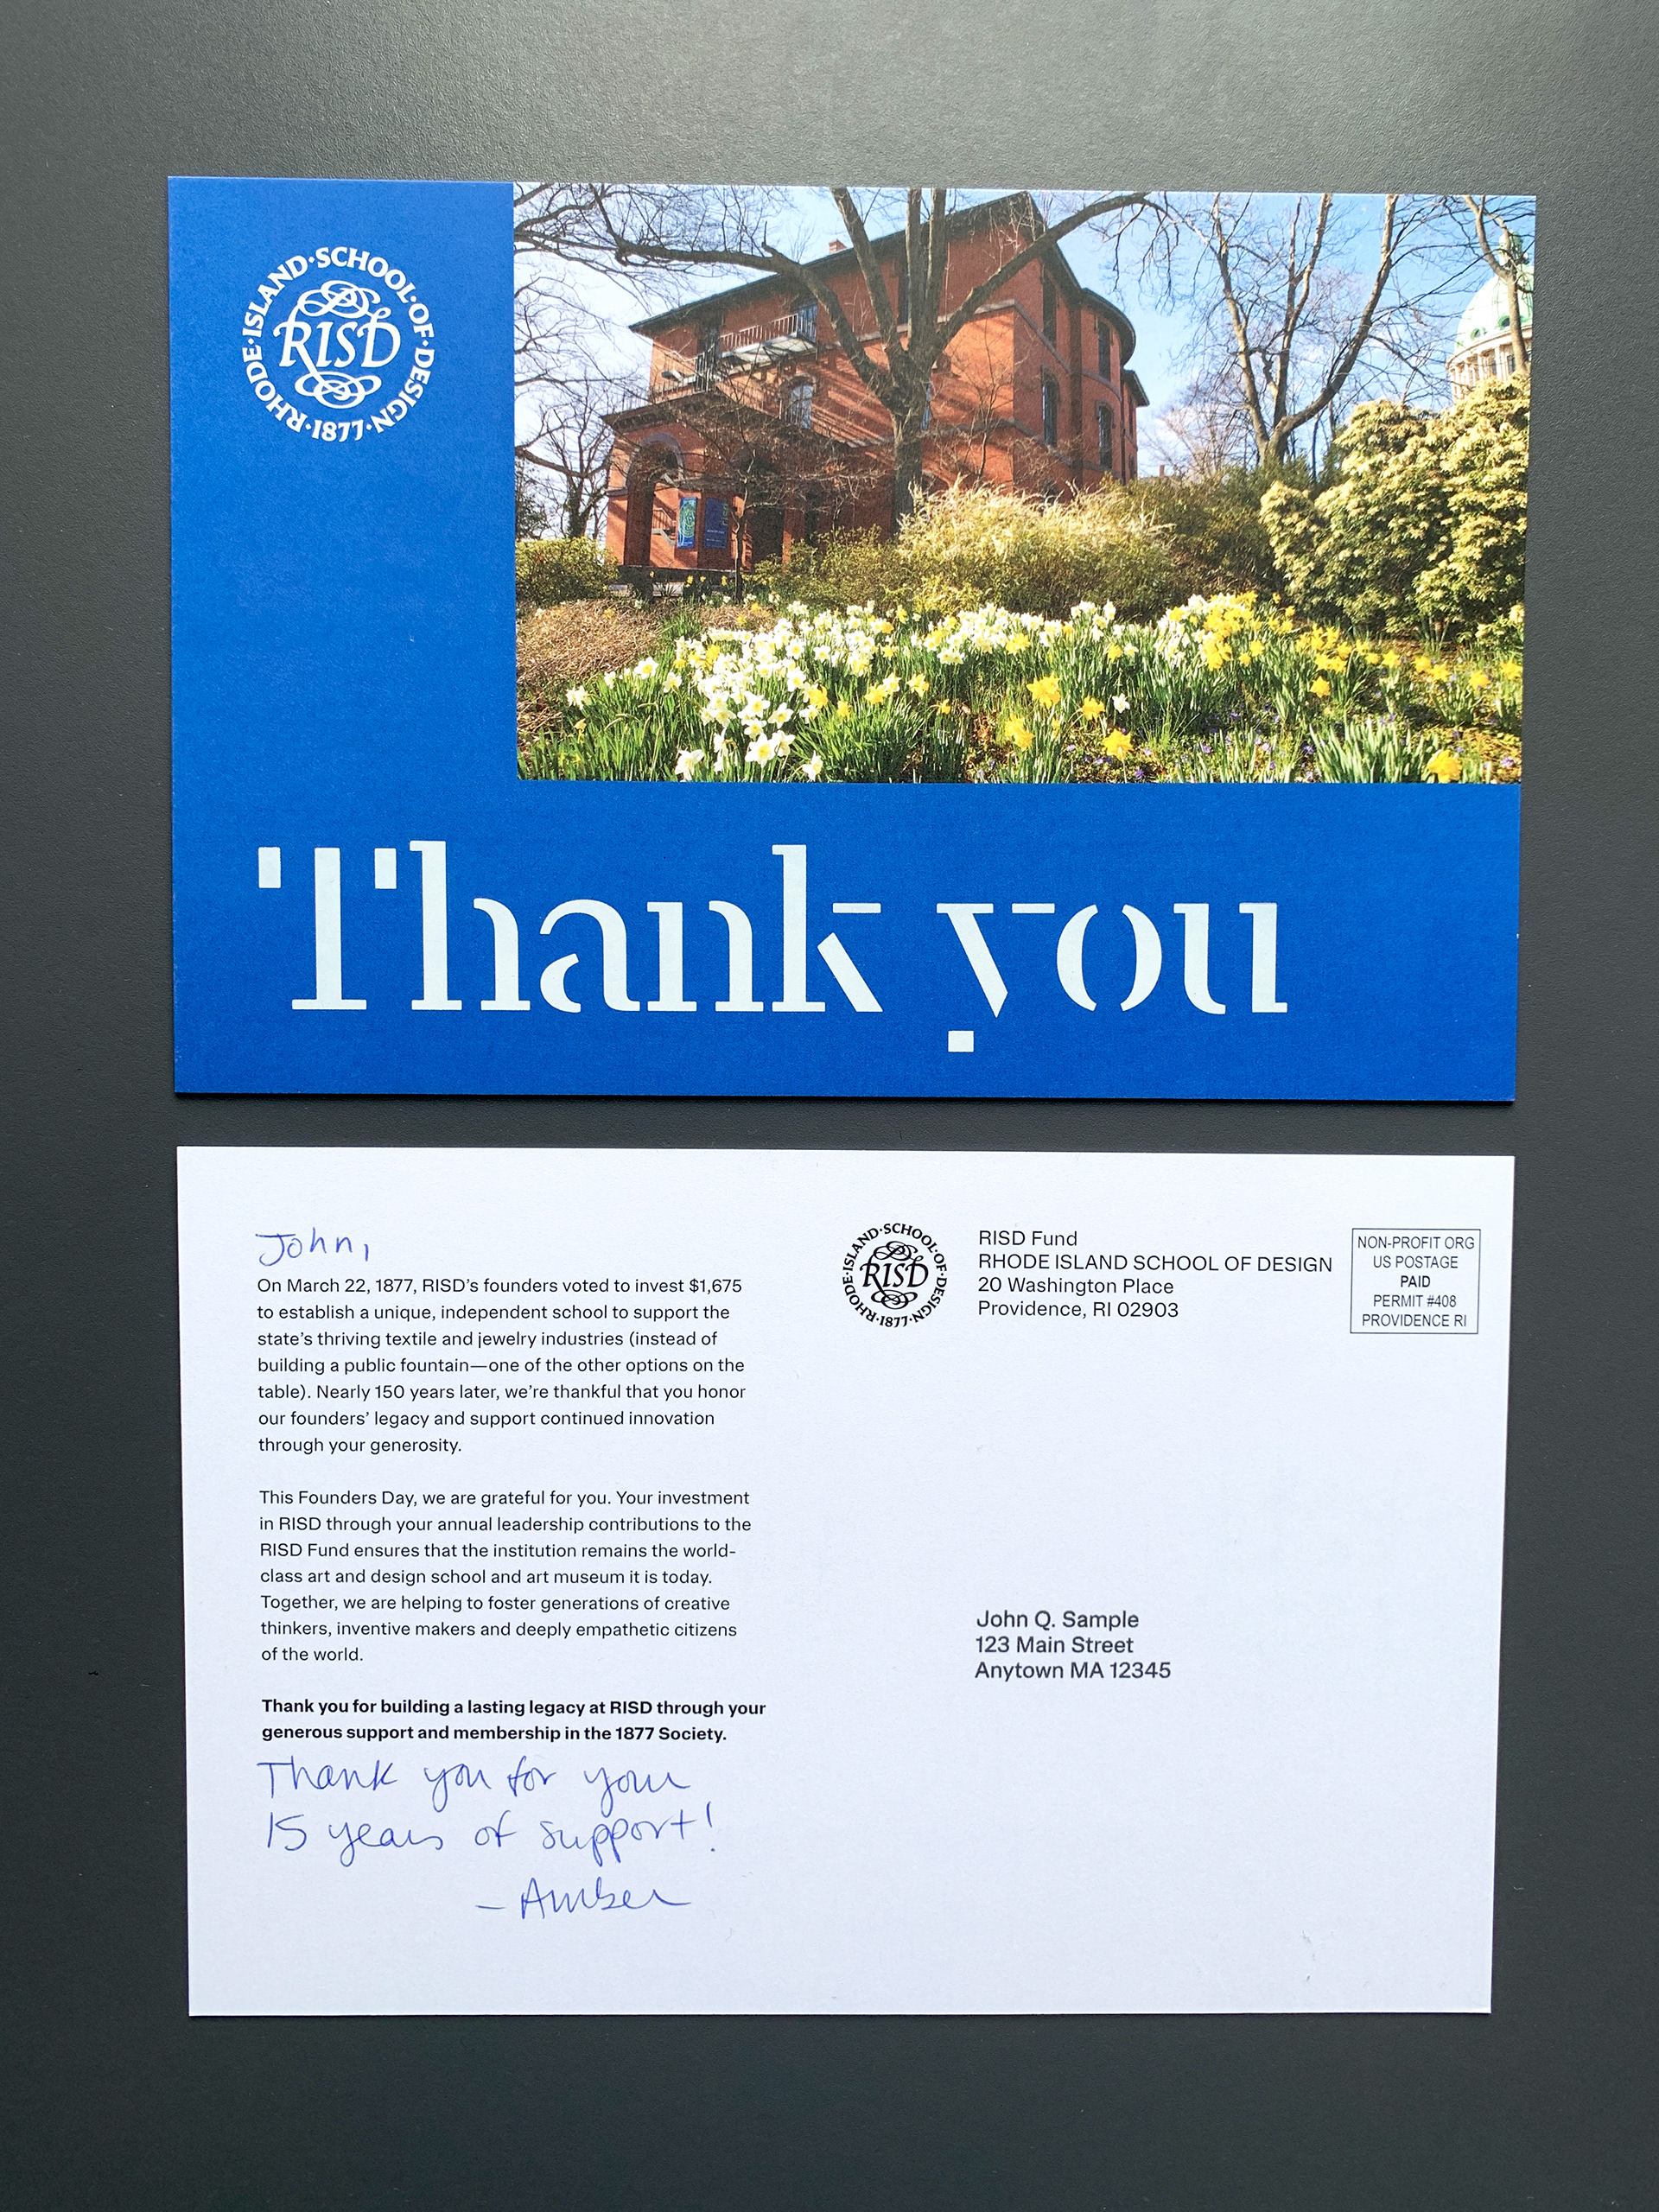 RHODE·ISLAND·SCHOOL·OF·DESIGN·1877·
RISD
Thank you
John,
On March 22, 1877, RISD's founders voted to invest $1,675
to establish a unique, independent school to support the
state's thriving textile and jewelry industries (instead of
building a public fountain—one of the other options on the
table). Nearly 150 years later, we're thankful that you honor
our founders' legacy and support continued innovation
through your generosity.
This Founders Day, we are grateful for you. Your investment
in RISD through your annual leadership contributions to the
RISD Fund ensures that the institution remains the world-
class art and design school and art museum it is today.
Together, we are helping to foster generations of creative
thinkers, inventive makers and deeply empathetic citizens
of the world.
Thank you for building a lasting legacy at RISD through your
generous support and membership in the 1877 Society.
Thank you for your
15 years of support!
– Amber
RHODE·ISLAND·SCHOOL·OF·DESIGN·1877·
RISD
RISD Fund
RHODE ISLAND SCHOOL OF DESIGN
20 Washington Place
Providence, RI 02903
NON-PROFIT ORG
US POSTAGE
PAID
PERMIT #408
PROVIDENCE RI
John Q. Sample
123 Main Street
Anytown MA 12345